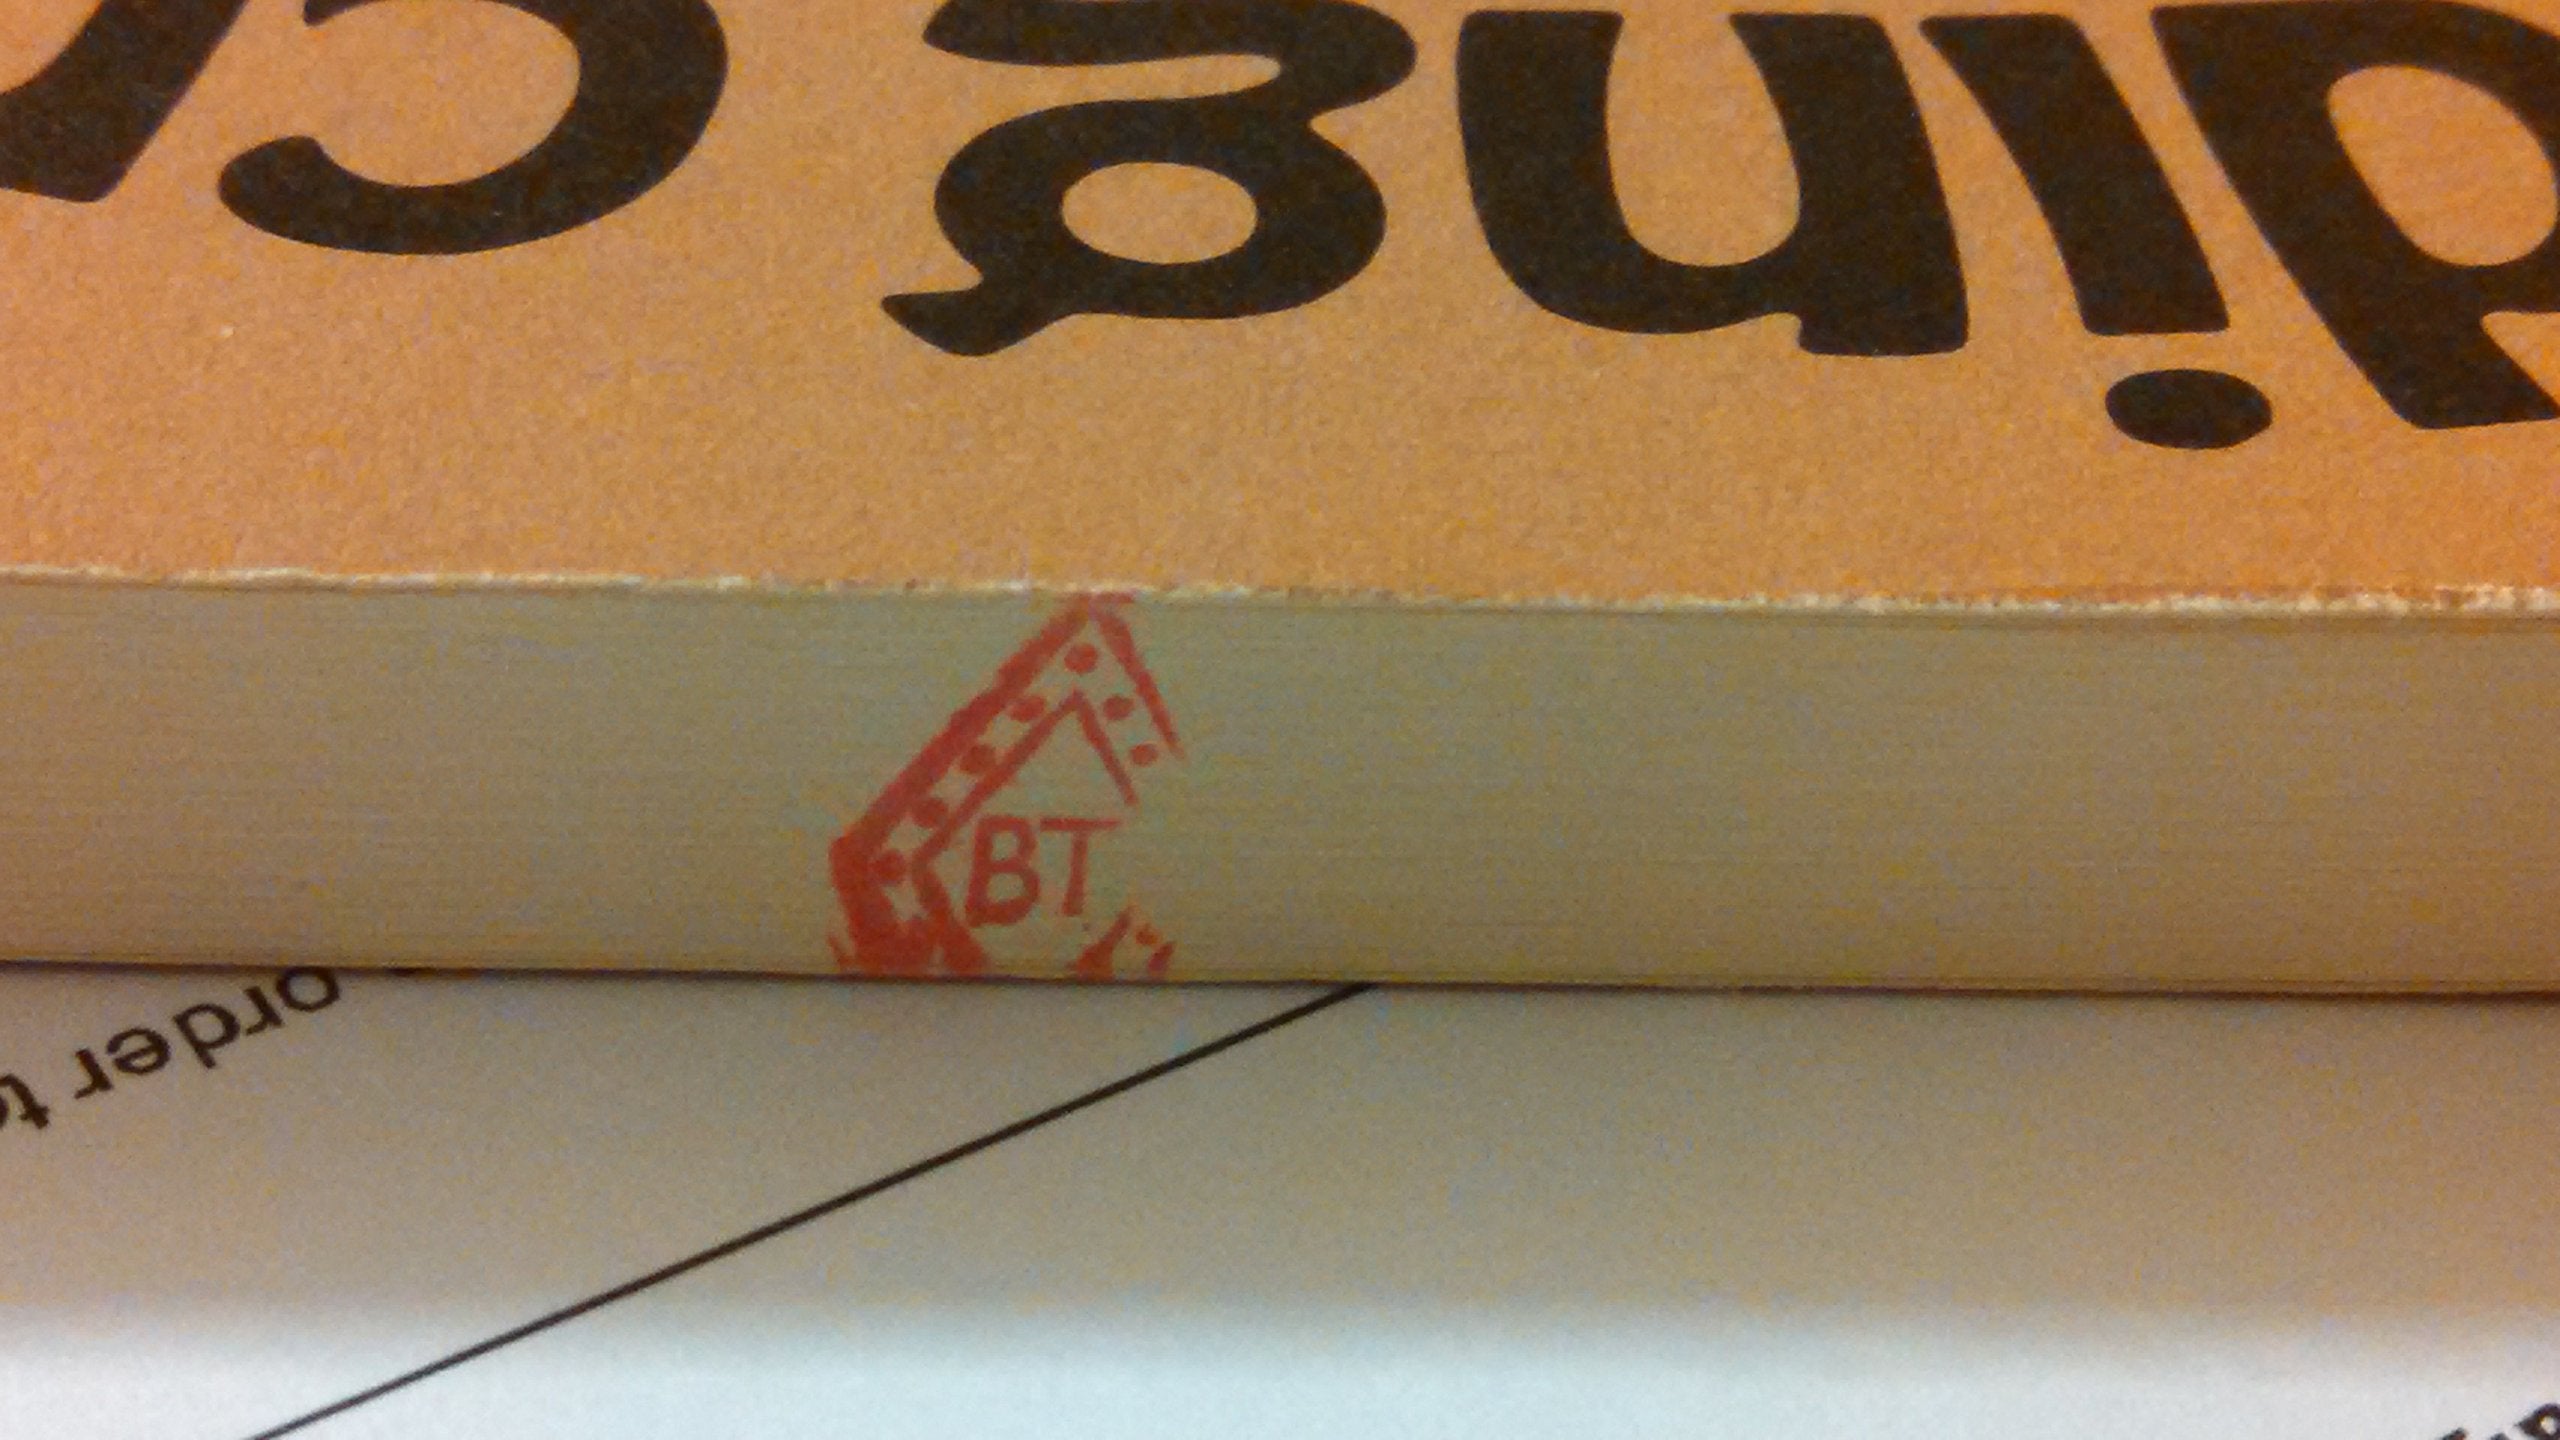 ding c
BT
order t